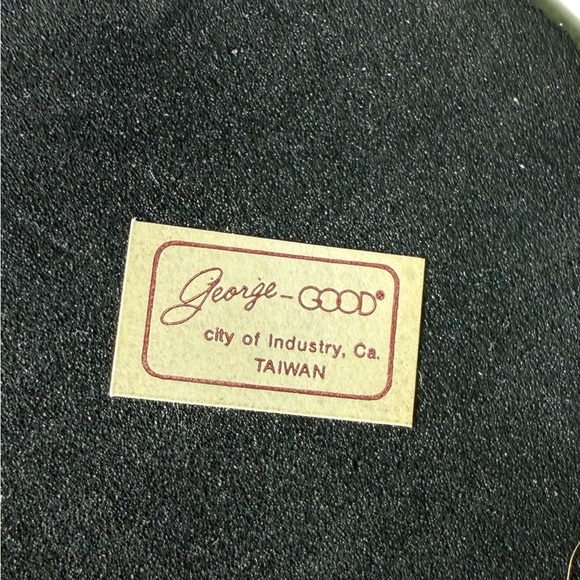 George-GOOD®
city of Industry, Ca.
TAIWAN